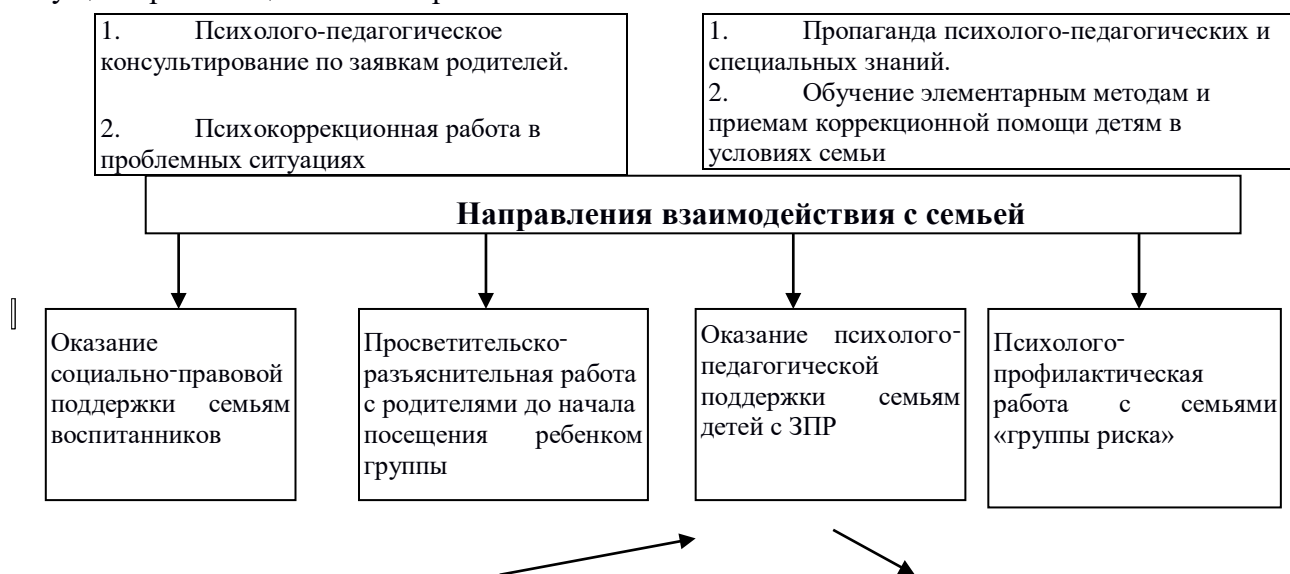 1. Психолого-педагогическое
консультирование по заявкам родителей.
2. Психокоррекционная работа в
проблемных ситуациях
1. Пропаганда психолого-педагогических и
специальных знаний.
2. Обучение элементарным методам и
приемам коррекционной помощи детям в
условиях семьи
Направления взаимодействия с семьей
Оказание
социально-правовой
поддержки семьям
воспитанников
Просветительско-
разъяснительная работа
с родителями до начала
посещения ребенком
группы
Оказание психолого-
педагогической
поддержки семьям
детей с ЗПР
Психолого-
профилактическая
работа с семьями
«группы риска»